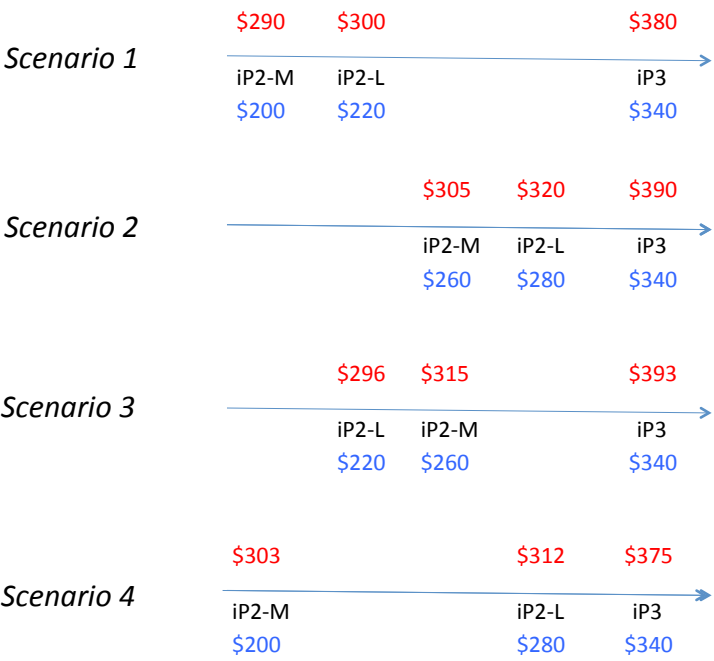 $290 $300 $380
Scenario 1
iP2-M iP2-L iP3
$200 $220 $340
$305 $320 $390
Scenario 2
iP2-M iP2-L iP3
$260 $280 $340
$296 $315 $393
Scenario 3
iP2-L iP2-M iP3
$220 $260 $340
$303 $312 $375
Scenario 4
iP2-M iP2-L iP3
$200 $280 $340